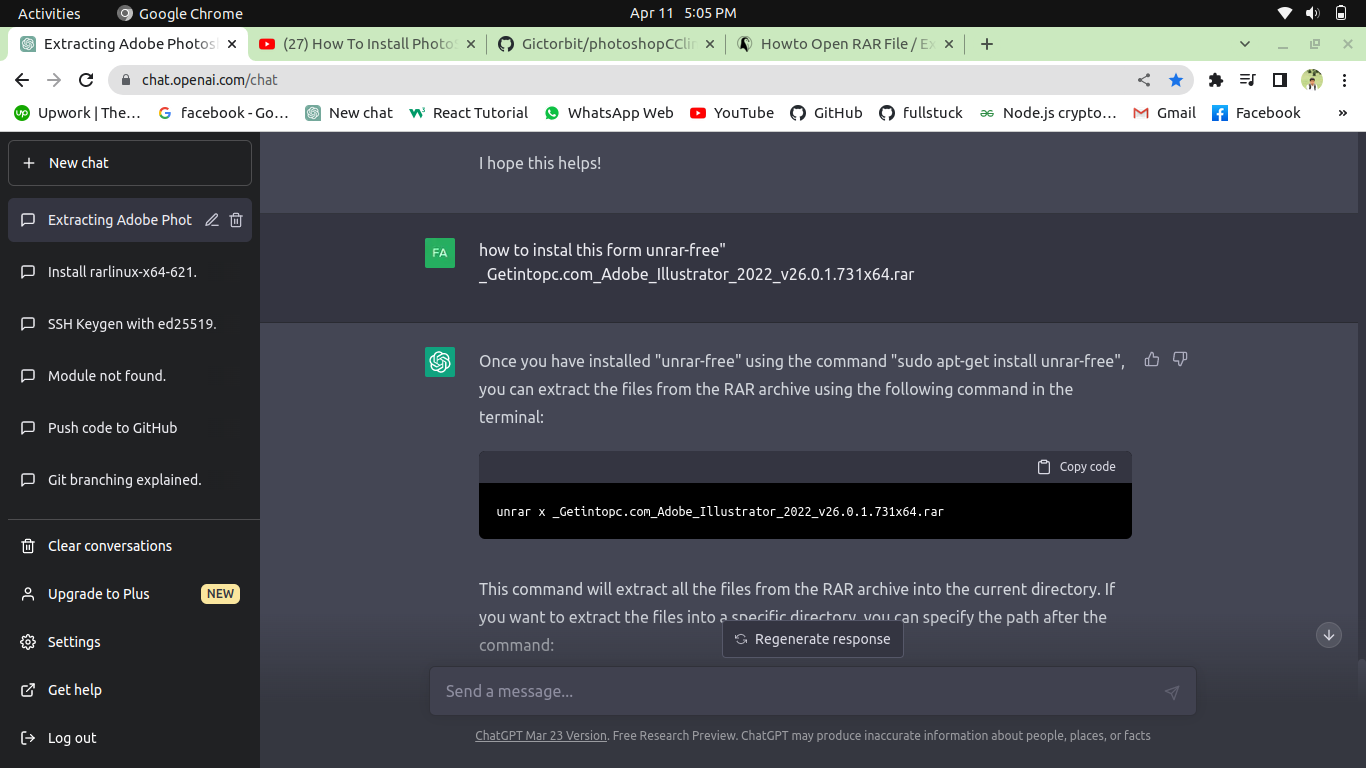 Activities
Google Chrome
Apr 11 5:05 PM
Extracting Adobe Photos
(27) How To Install PhotoS
Gictorbit/photoshopCCli
Howto Open RAR File / Ex
chat.openai.com/chat
Upwork | The...
facebook - Go...
New chat
React Tutorial
WhatsApp Web
YouTube
GitHub
fullstuck
Node.js crypto...
Gmail
Facebook
»
New chat
Extracting Adobe Phot
Install rarlinux-x64-621.
SSH Keygen with ed25519.
Module not found.
Push code to GitHub
Git branching explained.
Clear conversations
Upgrade to Plus
NEW
Settings
Get help
Log out
I hope this helps!
FA
how to instal this form unrar-free"
_Getintopc.com_Adobe_Illustrator_2022_v26.0.1.731x64.rar
Once you have installed "unrar-free" using the command "sudo apt-get install unrar-free",
you can extract the files from the RAR archive using the following command in the
terminal:
Copy code
unrar x _Getintopc.com_Adobe_Illustrator_2022_v26.0.1.731x64.rar
This command will extract all the files from the RAR archive into the current directory. If
you want to extract the files into a specific directory, you can specify the path after the
command:
Regenerate response
Send a message...
ChatGPT Mar 23 Version. Free Research Preview. ChatGPT may produce inaccurate information about people, places, or facts